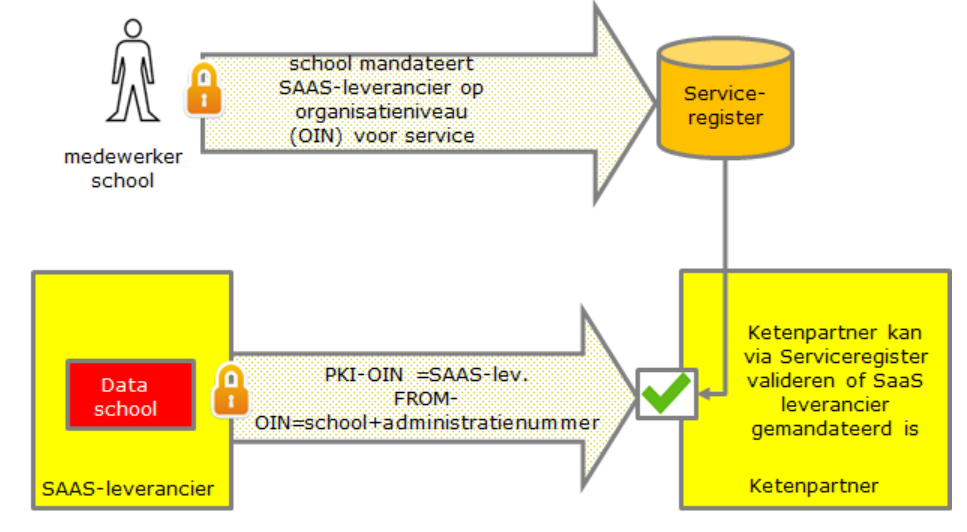 school mandateert
SAAS-leverancier op
organisatieniveau
(OIN) voor service
Service-
register
medewerker
school
Data
school
SAAS-leverancier
PKI-OIN =SAAS-lev.
FROM-
OIN=school+administratienummer
Ketenpartner kan
via Serviceregister
valideren of SaaS
leverancier
gemandateerd is
Ketenpartner